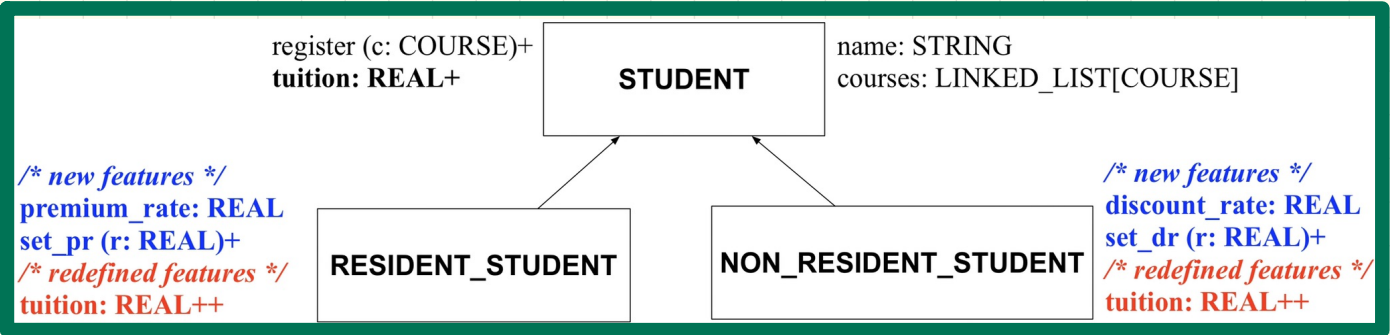 register (c: COURSE)+
tuition: REAL+
STUDENT
name: STRING
courses: LINKED_LIST[COURSE]
/* new features */
premium_rate: REAL
set_pr (r: REAL)+
/* redefined features */
tuition: REAL++
RESIDENT_STUDENT
NON_RESIDENT_STUDENT
/* new features */
discount_rate: REAL
set_dr (r: REAL)+
/* redefined features */
tuition: REAL++